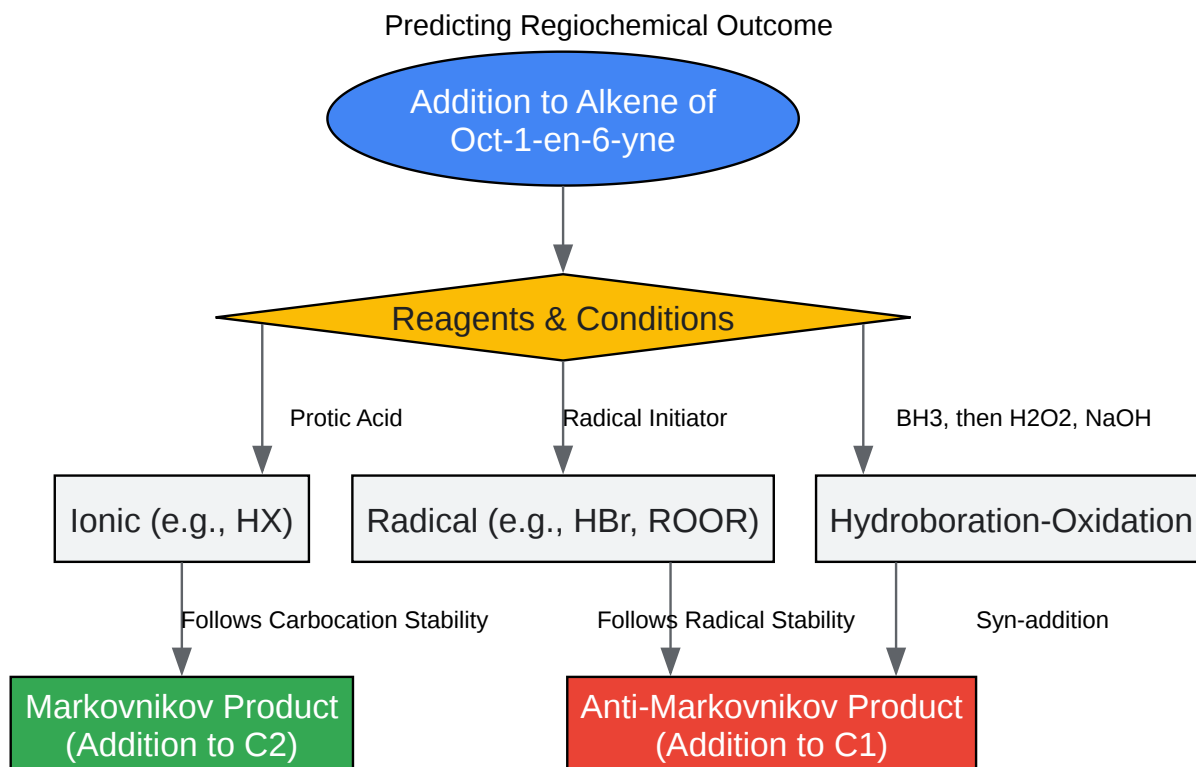 Predicting Regiochemical Outcome
Addition to Alkene of
Oct-1-en-6-yne
Reagents & Conditions
Protic Acid
Radical Initiator
BH3, then H2O2, NaOH
Ionic (e.g., HX)
Radical (e.g., HBr, ROOR)
Hydroboration-Oxidation
Follows Carbocation Stability
Follows Radical Stability
Syn-addition
Markovnikov Product
(Addition to C2)
Anti-Markovnikov Product
(Addition to C1)